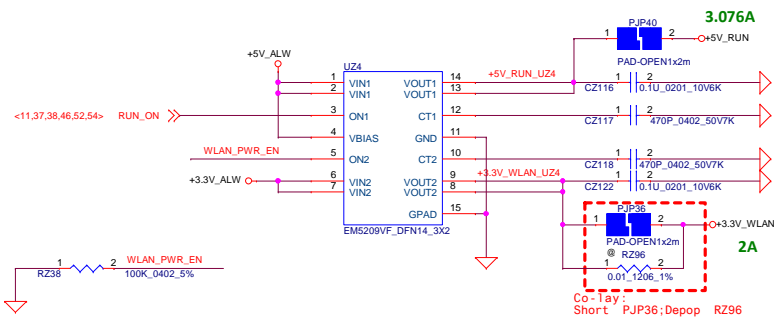 3.076A
PJP40
1 2 +5V_RUN
PAD-OPEN1x2m
+5V_ALW
UZ4
1 VIN1 VOUT1 14 +5V_RUN_UZ4 1 2
2 VIN1 VOUT1 13 CZ116 0.1U_0201_10V6K
<11,37,38,46,52,54> RUN_ON 3 ON1 CT1 12 1 2
CZ117 470P_0402_50V7K
4 VBIAS GND 11
WLAN_PWR_EN 5 ON2 CT2 10 1 2
CZ118 470P_0402_50V7K
+3.3V_ALW 6 VIN2 VOUT2 9 +3.3V_WLAN_UZ4 1 2
7 VIN2 VOUT2 8 CZ122 0.1U_0201_10V6K
GPAD 15
EM5209VF_DFN14_3X2
PJP36
1 2 +3.3V_WLAN
PAD-OPEN1x2m
2A
@ RZ96
1 2
0.01_1206_1%
1 2 WLAN_PWR_EN
RZ38 100K_0402_5%
Co-lay:
Short PJP36;Depop RZ96